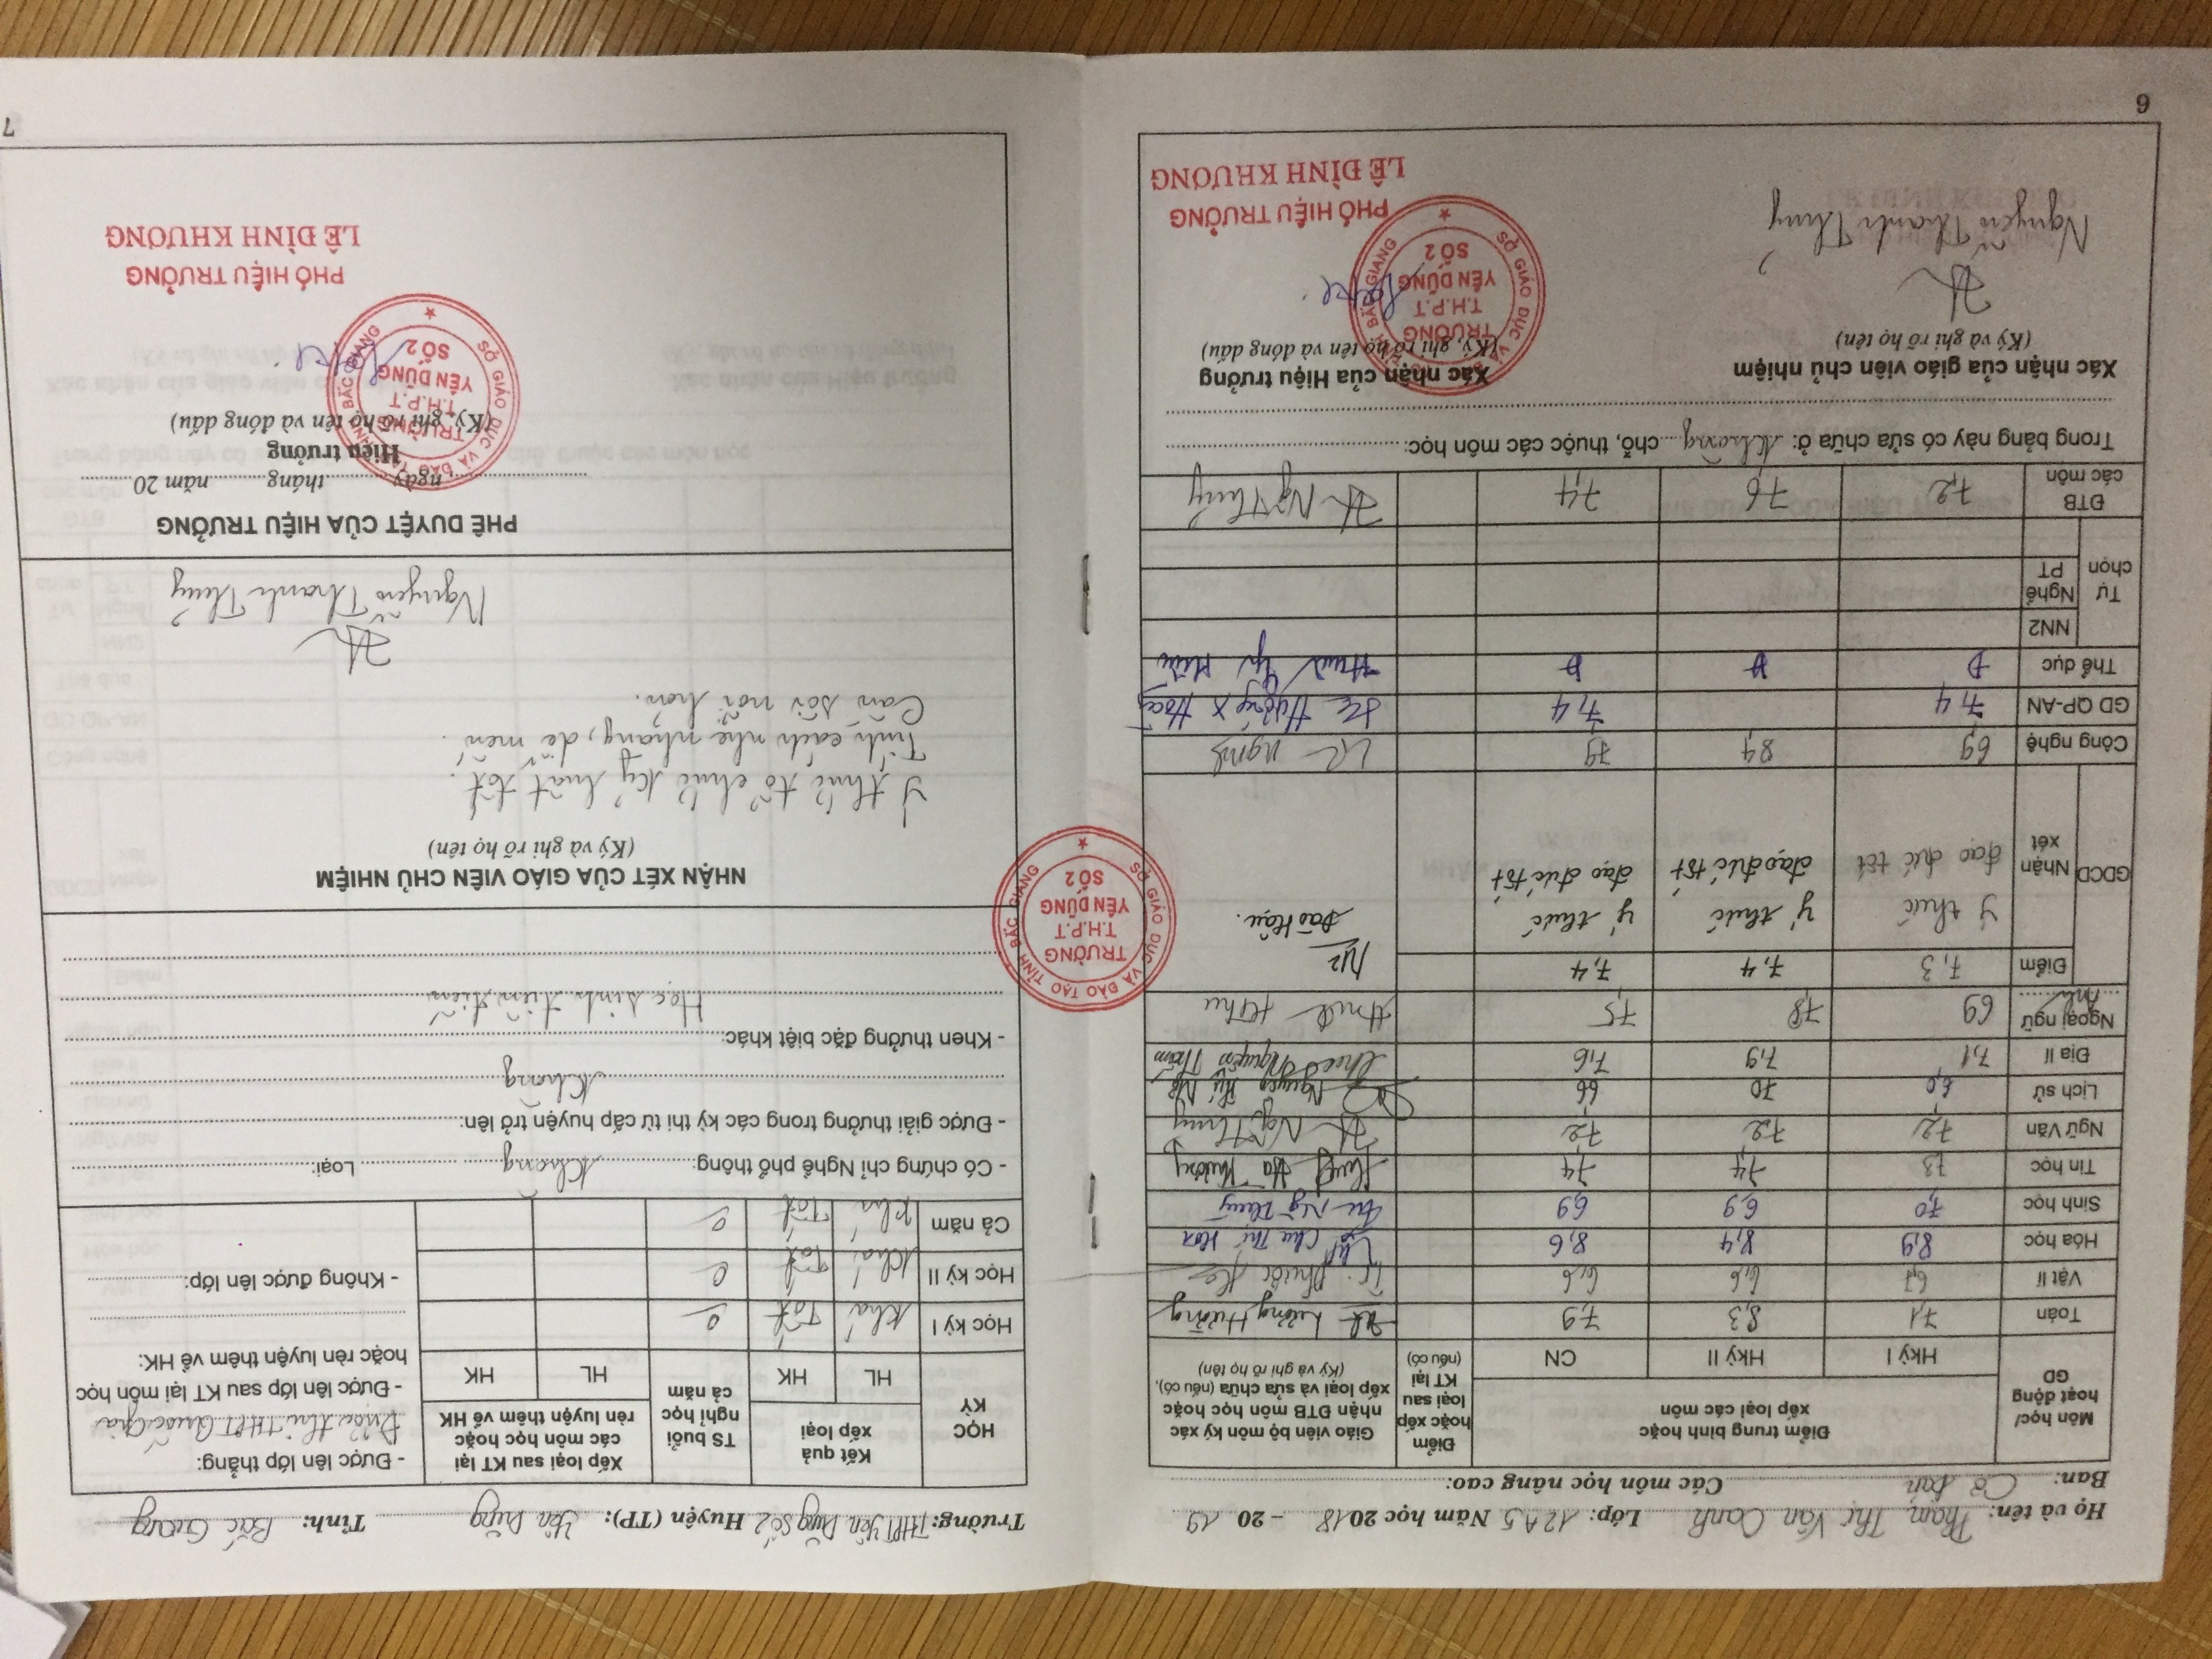 Họ và tên: Phạm Thị Vân Oanh Lớp: 12A5 Năm học 2018 - 2019
Ban: Cơ bản Các môn học nâng cao:
Môn học/ hoạt động GD
Điểm trung bình hoặc xếp loại các môn
Điểm hoặc xếp loại sau KT lại (nếu có)
Giáo viên bộ môn ký xác nhận ĐTB môn học hoặc xếp loại và sửa chữa (nếu có).
(Ký và ghi rõ họ tên)
Hkỳ I Hkỳ II CN
Toán 7,1 8,3 7,9 Lương Hường
Vật lí 6,7 6,6 6,6
Hóa học 8,9 8,4 8,6 Chu Thị Hoa
Sinh học 7,0 6,9 6,9
Tin học 7,3 7,4 7,4 Hà Thương
Ngữ Văn 7,2 7,2 7,2 Ng Thuý
Lịch sử 6,0 7,0 6,6
Địa lí 7,1 7,9 7,6
Ngoại ngữ Anh 6,9 7,8 7,5 H Thu
GDCD Điểm 7,3 7,4 7,4
Nhận xét Ý thức đạo đức tốt Ý thức đạo đức tốt Ý thức đạo đức tốt Đào Hậu.
Công nghệ 6,9 8,4 7,9
GD QP-AN 7,4 7,4
Thể dục Đ Đ Đ
Tự chọn NN2
Nghề PT
ĐTB các môn 7,2 7,6 7,4 Ng Thuý
Trong bảng này có sửa chữa ở: Không chỗ, thuộc các môn học:
Xác nhận của giáo viên chủ nhiệm
(Ký và ghi rõ họ tên)
Nguyễn Thanh Thuý
Xác nhận của Hiệu trưởng
(Ký, ghi rõ họ tên và đóng dấu)
SỞ GIÁO DỤC VÀ ĐÀO TẠO TỈNH BẮC GIANG
TRƯỜNG
T.H.P.T
YÊN DŨNG
SỐ 2
PHÓ HIỆU TRƯỞNG
LÊ ĐÌNH KHƯƠNG
6
SỞ GIÁO DỤC VÀ ĐÀO TẠO TỈNH BẮC GIANG
TRƯỜNG
T.H.P.T
YÊN DŨNG
SỐ 2
Trường: THPT Yên Dũng Số 2 Huyện (TP): Yên Dũng Tỉnh: Bắc Giang
HỌC KỲ
Kết quả xếp loại
TS buổi nghỉ học cả năm
Xếp loại sau KT lại các môn học hoặc rèn luyện thêm về HK
HL HK HL HK
Học kỳ I Khá Tốt
Học kỳ II Khá Tốt
Cả năm Khá Tốt
- Được lên lớp thẳng:
Được thi THPT Quốc Gia
- Được lên lớp sau KT lại môn học
hoặc rèn luyện thêm về HK:
- Không được lên lớp:
- Có chứng chỉ Nghề phổ thông: Không Loại:
- Được giải thưởng trong các kỳ thi từ cấp huyện trở lên:
Không
- Khen thưởng đặc biệt khác:
Học sinh tiên tiến
NHẬN XÉT CỦA GIÁO VIÊN CHỦ NHIỆM
(Ký và ghi rõ họ tên)
Ý thức tổ chức kỷ luật tốt.
Tính cách nhẹ nhàng, dễ mến.
Cần sôi nổi hơn.
Nguyễn Thanh Thuý
PHÊ DUYỆT CỦA HIỆU TRƯỞNG
ngày tháng năm 20
Hiệu trưởng
(Ký, ghi rõ họ tên và đóng dấu)
SỞ GIÁO DỤC VÀ ĐÀO TẠO TỈNH BẮC GIANG
TRƯỜNG
T.H.P.T
YÊN DŨNG
SỐ 2
PHÓ HIỆU TRƯỞNG
LÊ ĐÌNH KHƯƠNG
7